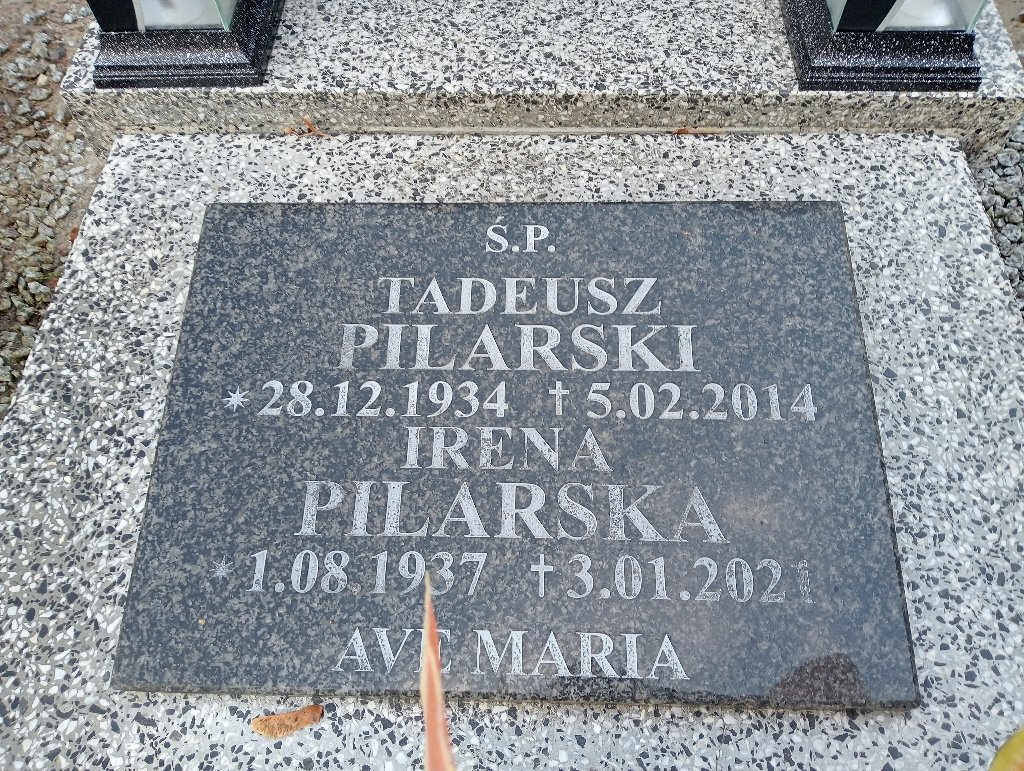 Ś.P.
TADEUSZ
PILARSKI
* 28.12.1934 † 5.02.2014
IRENA
PILARSKA
* 1.08.1937 † 3.01.2021
AVE MARIA